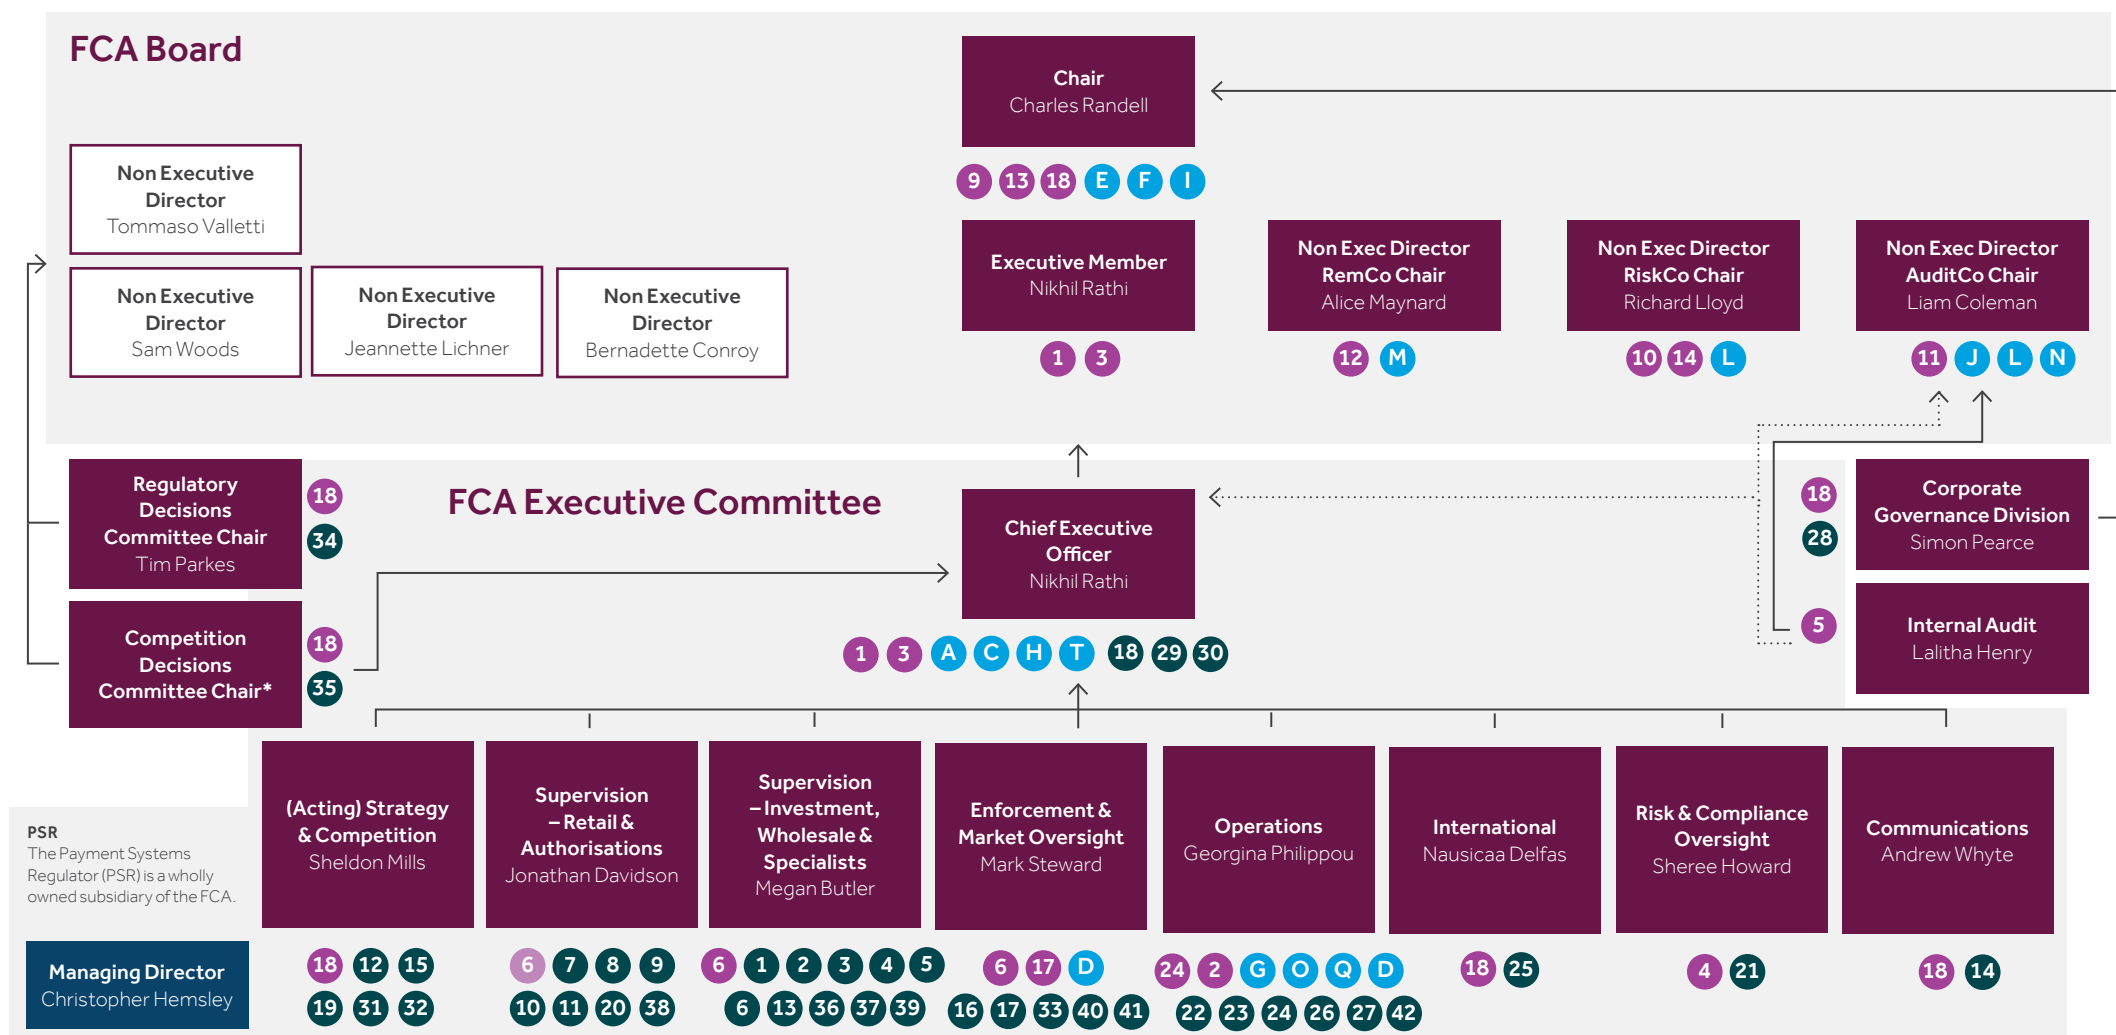 FCA Board
Chair
Charles Randell
9 13 18 E F I
Non Executive
Director
Tommaso Valletti
Non Executive
Director
Sam Woods
Non Executive
Director
Jeannette Lichner
Non Executive
Director
Bernadette Conroy
Executive Member
Nikhil Rathi
1 3
Non Exec Director
RemCo Chair
Alice Maynard
12 M
Non Exec Director
RiskCo Chair
Richard Lloyd
10 14 L
Non Exec Director
AuditCo Chair
Liam Coleman
11 J L N
Regulatory
Decisions
Committee Chair
Tim Parkes
18
34
FCA Executive Committee
Chief Executive
Officer
Nikhil Rathi
1 3 A C H T 18 29 30
18
28
Corporate
Governance Division
Simon Pearce
Competition
Decisions
Committee Chair*
18
35
5
Internal Audit
Lalitha Henry
(Acting) Strategy
& Competition
Sheldon Mills
18 12 15
19 31 32
Supervision
– Retail &
Authorisations
Jonathan Davidson
6 7 8 9
10 11 20 38
Supervision
– Investment,
Wholesale &
Specialists
Megan Butler
6 1 2 3 4 5
6 13 36 37 39
Enforcement &
Market Oversight
Mark Steward
6 17 D
16 17 33 40 41
Operations
Georgina Philippou
24 2 G O Q D
22 23 24 26 27 42
International
Nausicaa Delfas
18 25
Risk & Compliance
Oversight
Sheree Howard
4 21
Communications
Andrew Whyte
18 14
PSR
The Payment Systems
Regulator (PSR) is a wholly
owned subsidiary of the FCA.
Managing Director
Christopher Hemsley